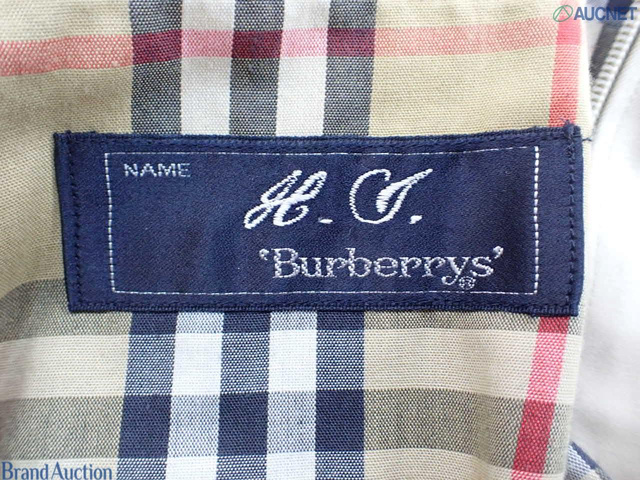 AUCNET
NAME
H. I.
'Burberrys'®
Brand Auction